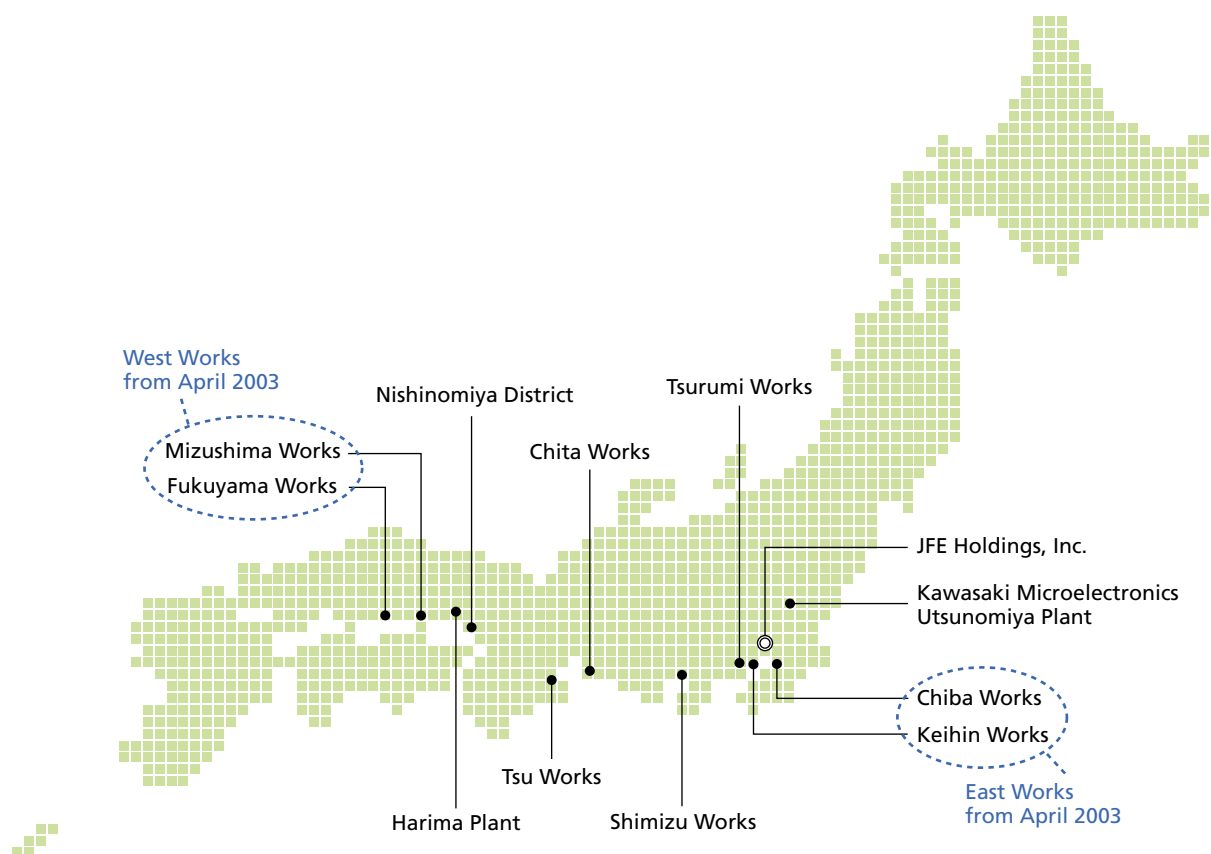 West Works
from April 2003
Nishinomiya District
Tsurumi Works
Mizushima Works
Chita Works
Fukuyama Works
JFE Holdings, Inc.
Kawasaki Microelectronics
Utsunomiya Plant
Chiba Works
Keihin Works
Tsu Works
East Works
from April 2003
Harima Plant
Shimizu Works